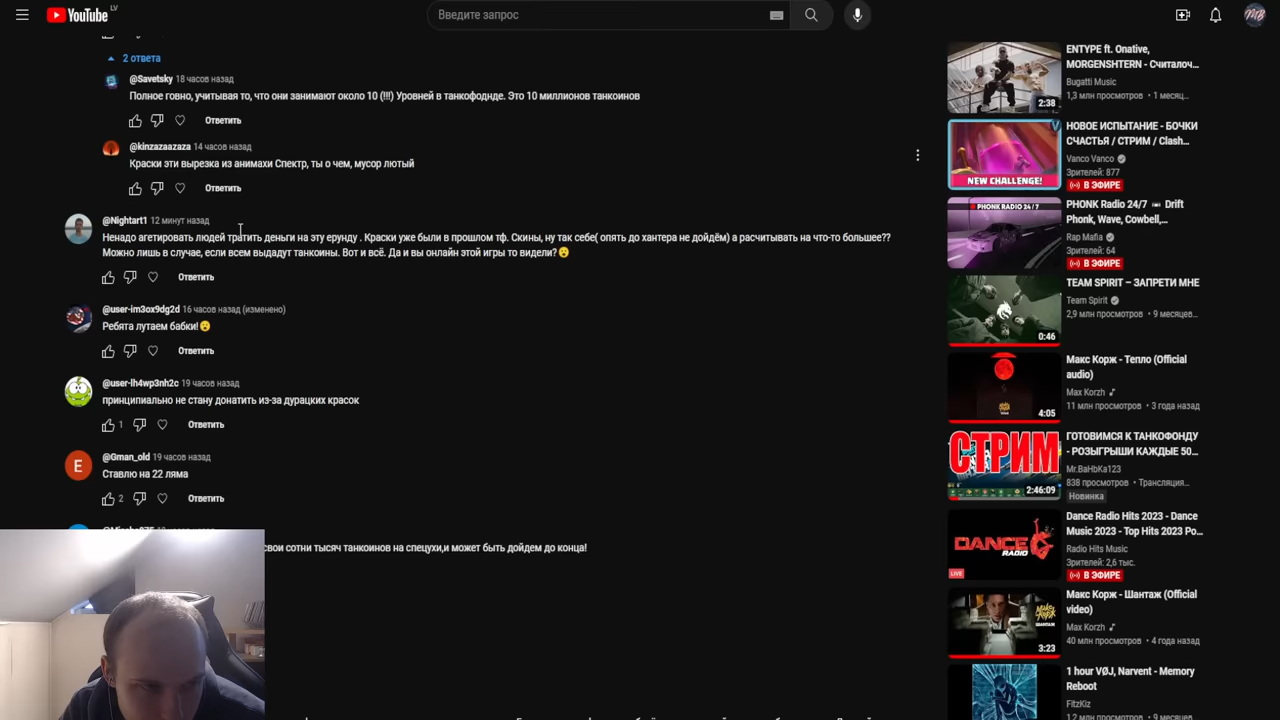 YouTube
LV
Введите запрос
2 ответа
@Savetsky 18 часов назад
Полное говно, учитывая то, что они занимают около 10 (!!!) Уровней в танкофоднде. Это 10 миллионов танкоинов
Ответить
@kinzazaazaza 14 часов назад
Краски эти вырезка из анимахи Спектр, ты о чем, мусор лютый
Ответить
@Nightart1 12 минут назад
Ненадо агетировать людей тратить деньги на эту ерунду . Краски уже были в прошлом тф. Скины, ну так себе( опять до хантера не дойдём) а расчитывать на что-то большее??
Можно лишь в случае, если всем выдадут танкоины. Вот и всё. Да и вы онлайн этой игры то видели?😮
Ответить
@user-im3ox9dg2d 16 часов назад (изменено)
Ребята лутаем бабки!😮
Ответить
@user-lh4wp3nh2c 19 часов назад
принципиально не стану донатить из-за дурацких красок
1 Ответить
E
@Gman_old 19 часов назад
Ставлю на 22 ляма
2 Ответить
свои сотни тысяч танкоинов на спецухи,и может быть дойдем до конца!
ENTYPE ft. Onative,
MORGENSHTERN - Считалоч...
Bugatti Music
1,3 млн просмотров • 1 месяц...
2:38
НОВОЕ ИСПЫТАНИЕ - БОЧКИ
СЧАСТЬЯ / СТРИМ / Clash...
Vanco Vanco
Зрителей: 877
В ЭФИРЕ
NEW CHALLENGE!
PHONK Radio 24/7 Drift
Phonk, Wave, Cowbell,...
Rap Mafia
Зрителей: 64
В ЭФИРЕ
PHONK RADIO 24 / 7
TEAM SPIRIT – ЗАПРЕТИ МНЕ
Team Spirit
2,9 млн просмотров • 9 месяцев...
0:46
Макс Корж - Тепло (Official
audio)
Max Korzh
11 млн просмотров • 3 года назад
4:05
ГОТОВИМСЯ К ТАНКОФОНДУ
- РОЗЫГРЫШИ КАЖДЫЕ 50...
Mr.BaHbKa123
838 просмотров • Трансляция...
Новинка
СТРИМ
2:46:09
Dance Radio Hits 2023 - Dance
Music 2023 - Top Hits 2023 Po...
Radio Hits Music
Зрителей: 2,6 тыс.
В ЭФИРЕ
DANCE
RADIO
LIVE
Макс Корж - Шантаж (Official
video)
Max Korzh
40 млн просмотров • 4 года назад
ШАНТАЖ
3:23
1 hour VØJ, Narvent - Memory
Reboot
FitzKiz
1,2 млн просмотров • 9 месяцев...